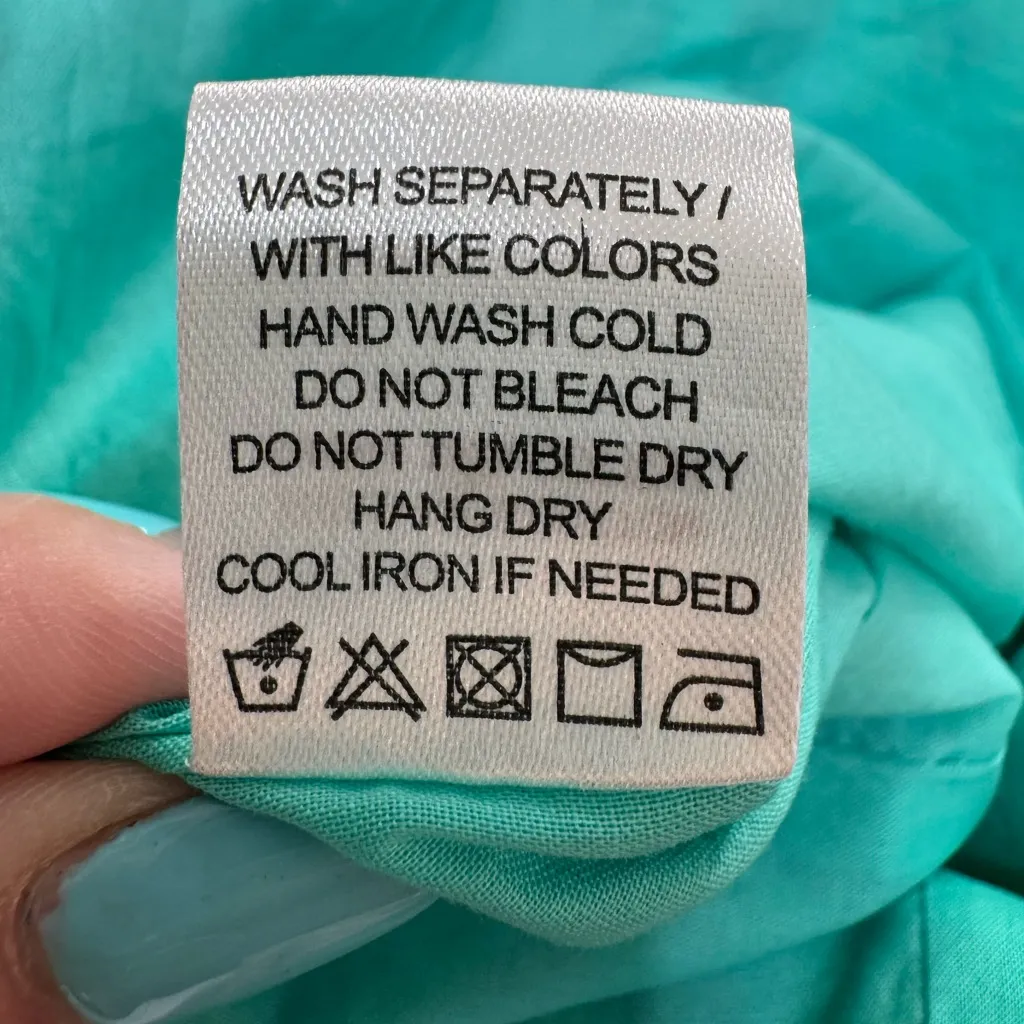 WASH SEPARATELY /
WITH LIKE COLORS
HAND WASH COLD
DO NOT BLEACH
DO NOT TUMBLE DRY
HANG DRY
COOL IRON IF NEEDED